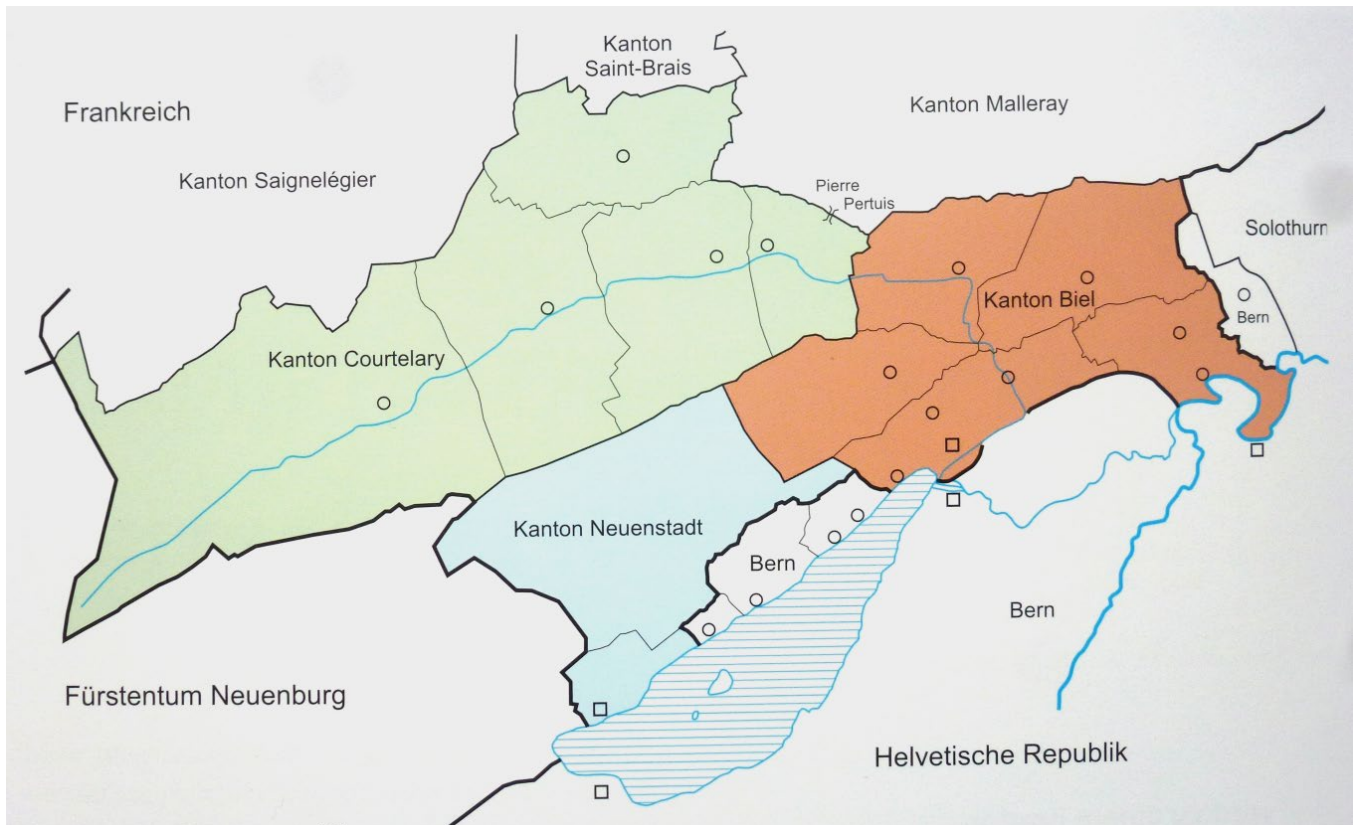 Kanton
Saint-Brais
Frankreich
Kanton Malleray
Kanton Saignelégier
Pierre
Pertuis
Solothurn
Kanton Biel
Bern
Kanton Courtelary
Kanton Neuenstadt
Bern
Bern
Fürstentum Neuenburg
Helvetische Republik